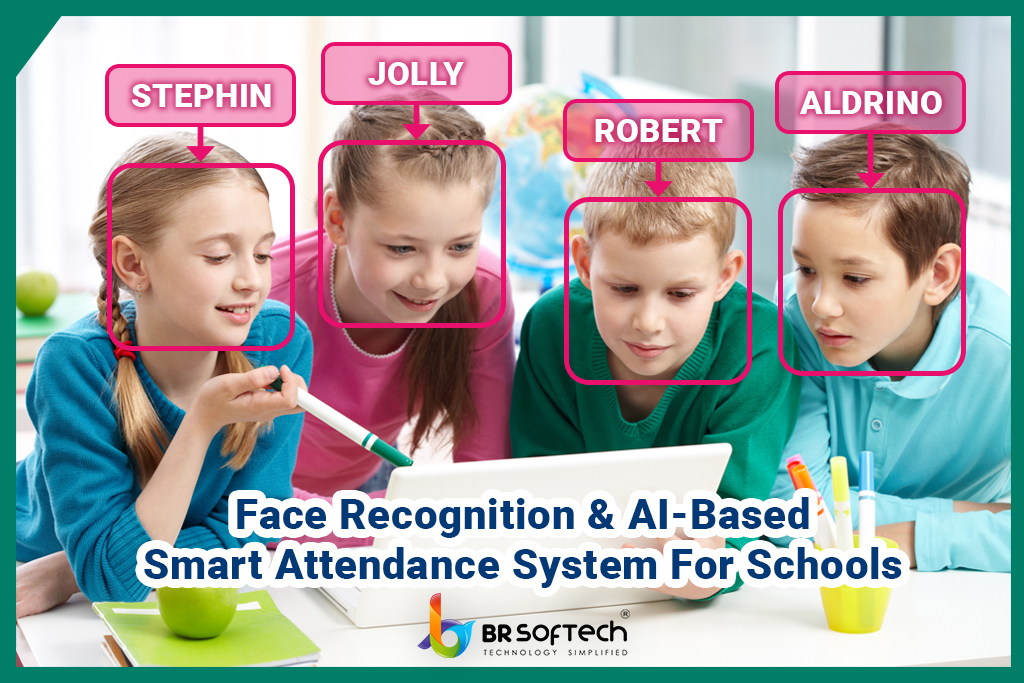 STEPHIN
JOLLY
ROBERT
ALDRINO
Face Recognition & AI-Based
Smart Attendance System For Schools
BR SOFTECH®
TECHNOLOGY SIMPLIFIED